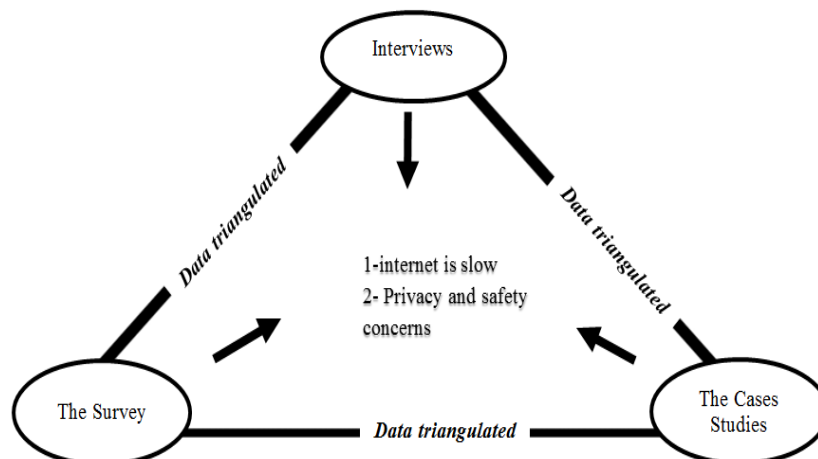 Interviews
Data triangulated
Data triangulated
1-internet is slow
2- Privacy and safety
concerns
The Survey
The Cases
Studies
Data triangulated